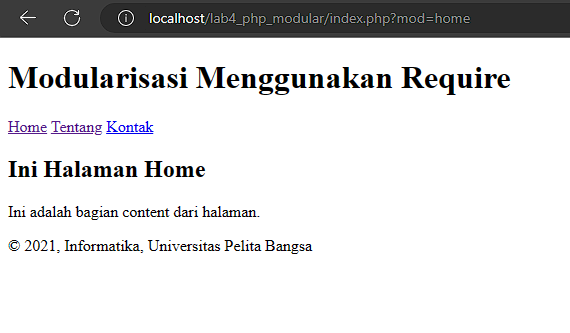 localhost/lab4_php_modular/index.php?mod=home
Modularisasi Menggunakan Require
Home Tentang Kontak
Ini Halaman Home
Ini adalah bagian content dari halaman.
© 2021, Informatika, Universitas Pelita Bangsa